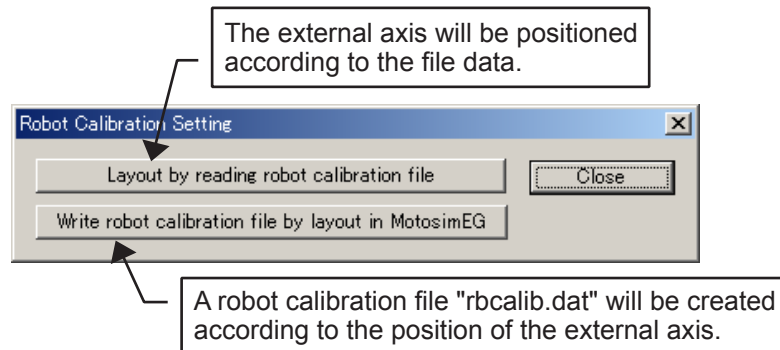 The external axis will be positioned
according to the file data.
Robot Calibration Setting
Layout by reading robot calibration file
Close
Write robot calibration file by layout in MotosimEG
A robot calibration file "rbcalib.dat" will be created
according to the position of the external axis.